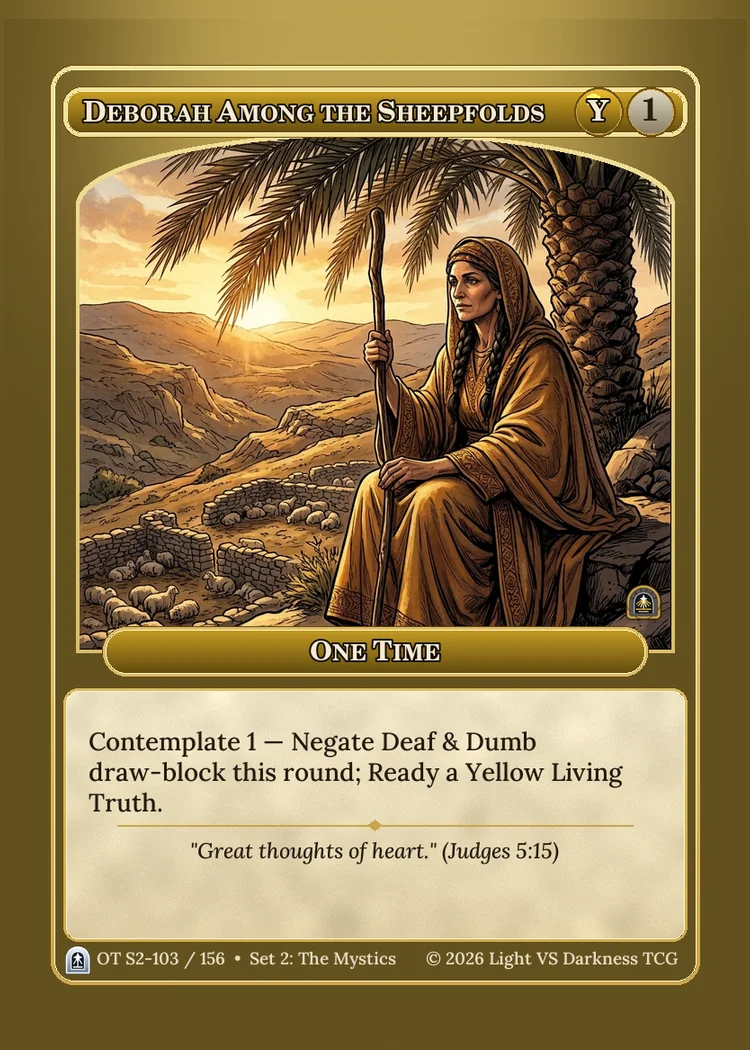 Deborah Among the Sheepfolds Y 1
One Time
Contemplate 1 — Negate Deaf & Dumb
draw-block this round; Ready a Yellow Living
Truth.
"Great thoughts of heart." (Judges 5:15)
OT S2-103 / 156 • Set 2: The Mystics © 2026 Light VS Darkness TCG